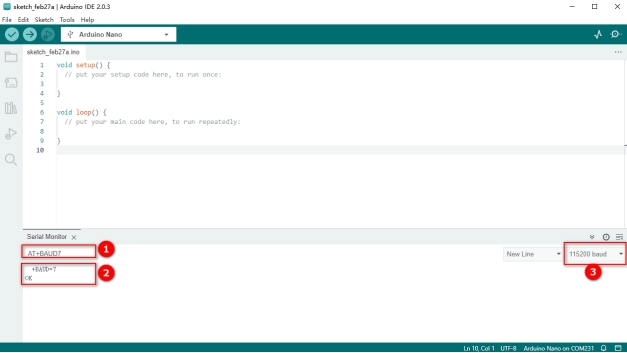 sketch_feb27a | Arduino IDE 2.0.3
File Edit Sketch Tools Help
Arduino Nano
sketch_feb27a.ino
1 void setup() {
2 // put your setup code here, to run once:
3
4 }
5
6 void loop() {
7 // put your main code here, to run repeatedly:
8
9 }
10
Serial Monitor ×
AT+BAUD7 1
New Line 115200 baud
+BAUD=7
OK 2
3
Ln 10, Col 1 UTF-8 Arduino Nano on COM231